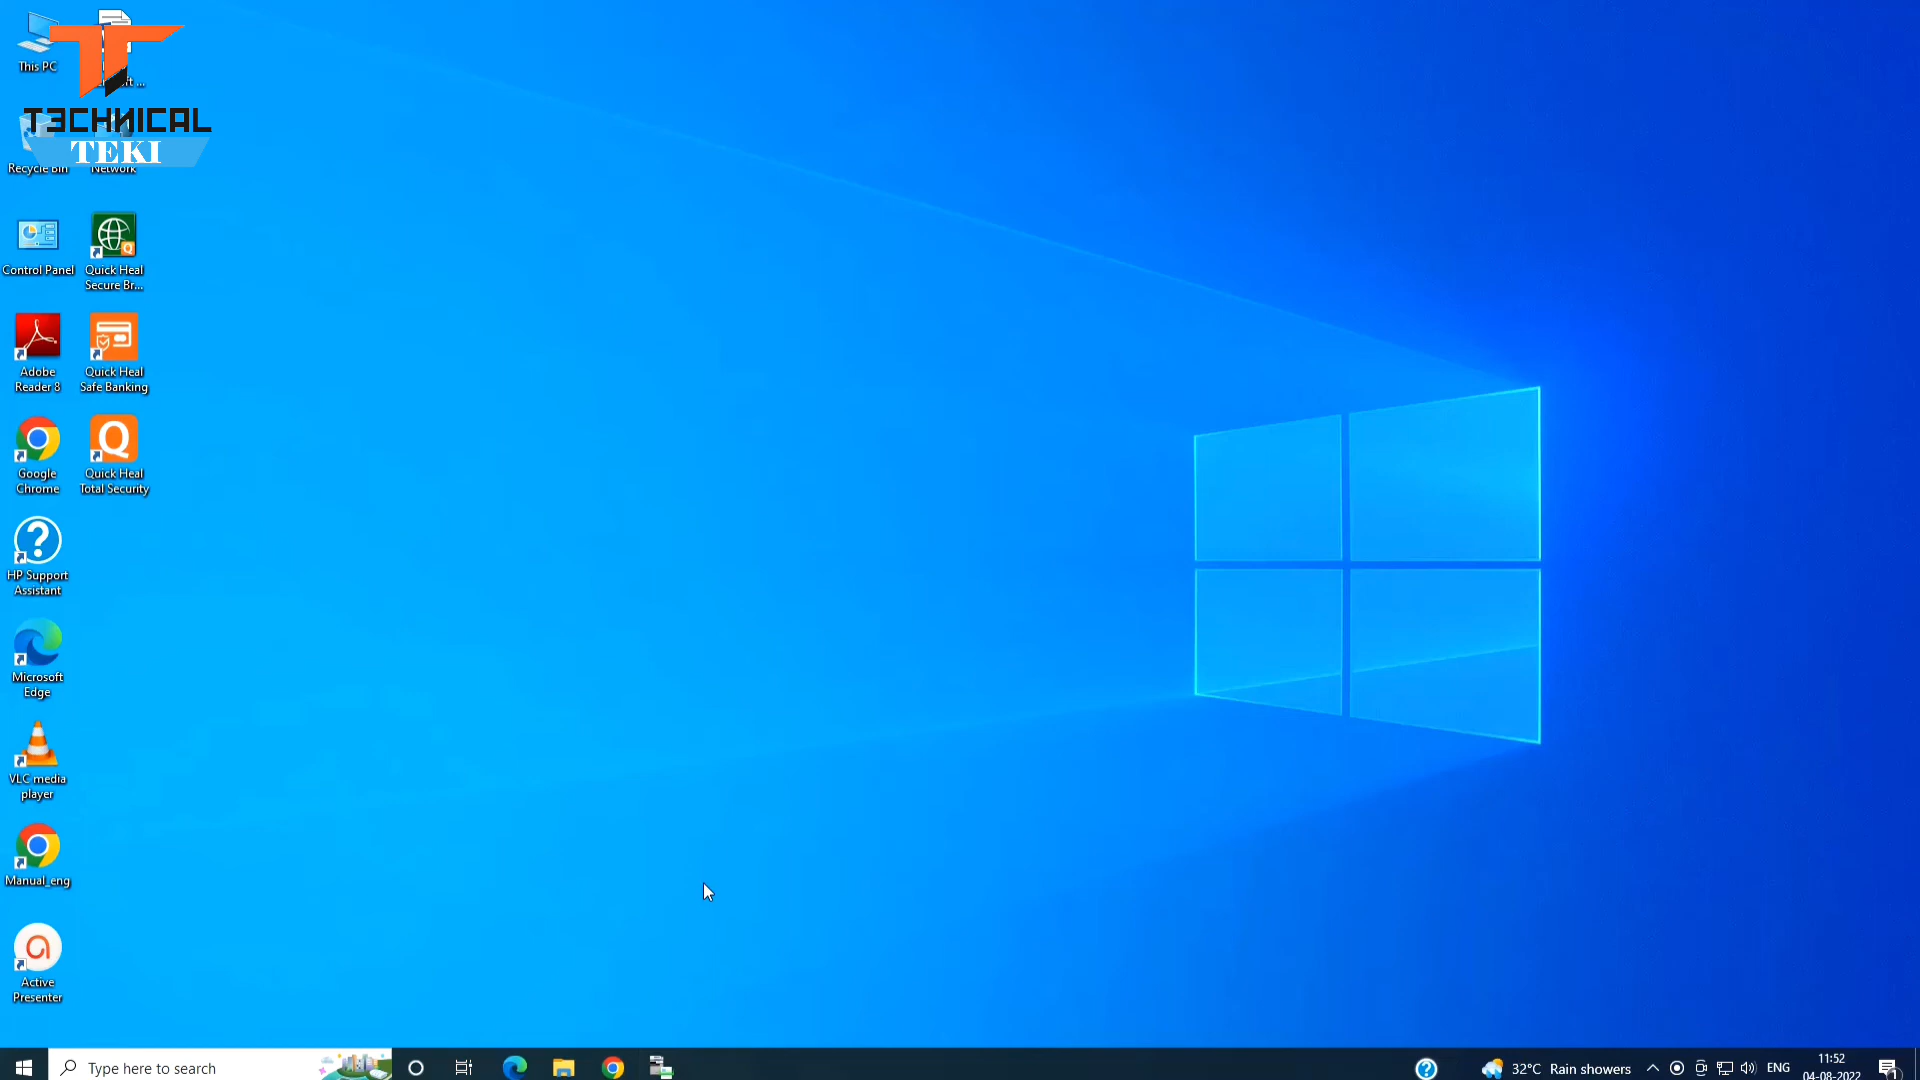 This PC
T3CHNICAL
TEKI
Recycle Bin
Network
Control Panel
Quick Heal
Secure Br...
Adobe
Reader 8
Quick Heal
Safe Banking
Google
Chrome
Quick Heal
Total Security
HP Support
Assistant
Microsoft
Edge
VLC media
player
Manual_eng
Active
Presenter
Type here to search
32°C Rain showers
ENG
11:52
04-08-2022
1